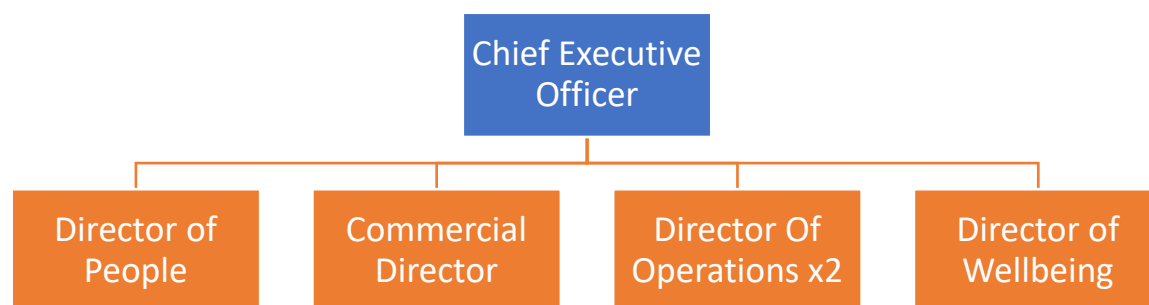 Chief Executive
Officer
Director of
People
Commercial
Director
Director Of
Operations x2
Director of
Wellbeing